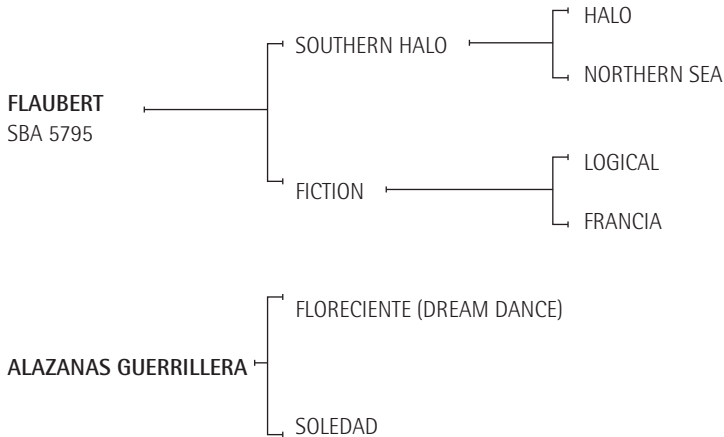 HALO
SOUTHERN HALO
NORTHERN SEA
FLAUBERT
SBA 5795
LOGICAL
FICTION
FRANCIA
FLORECIENTE (DREAM DANCE)
ALAZANAS GUERRILLERA
SOLEDAD